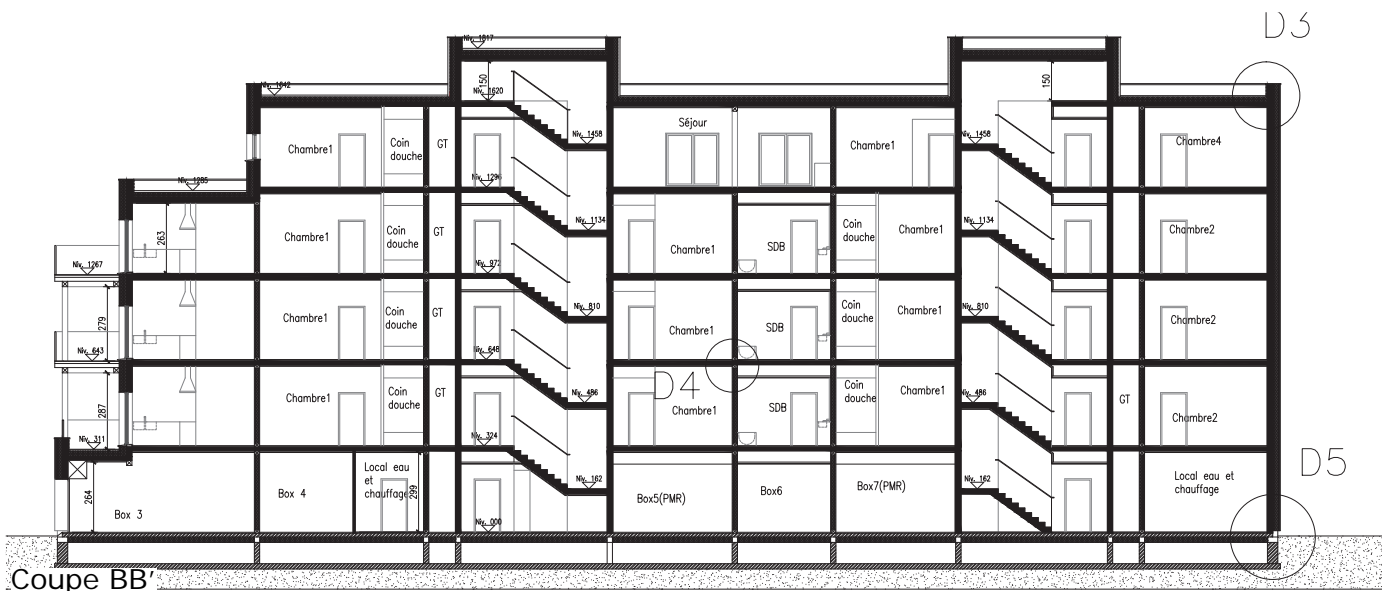 D3
Niv. 1817
Niv. 1642
150
Niv. 1620
150
Niv. 1458
Séjour
Niv. 1458
Chambre1
Coin
douche
GT
Chambre1
Chambre4
Niv. 1285
Niv. 1296
263
Chambre1
Coin
douche
GT
Niv. 1134
Chambre1
SDB
Coin
douche
Chambre1
Niv. 1134
Chambre2
Niv. 1267
Niv. 972
279
Chambre1
Coin
douche
GT
Niv. 810
Chambre1
SDB
Coin
douche
Chambre1
Niv. 810
Chambre2
Niv. 643
Niv. 648
D4
287
Chambre1
Coin
douche
GT
Niv. 486
Chambre1
SDB
Coin
douche
Chambre1
Niv. 486
GT
Chambre2
Niv. 311
Niv. 324
D5
264
Box 3
Box 4
Local eau
et
chauffage
299
Niv. 162
Box5(PMR)
Box6
Box7(PMR)
Niv. 162
Local eau et
chauffage
Niv. 000
Coupe BB'